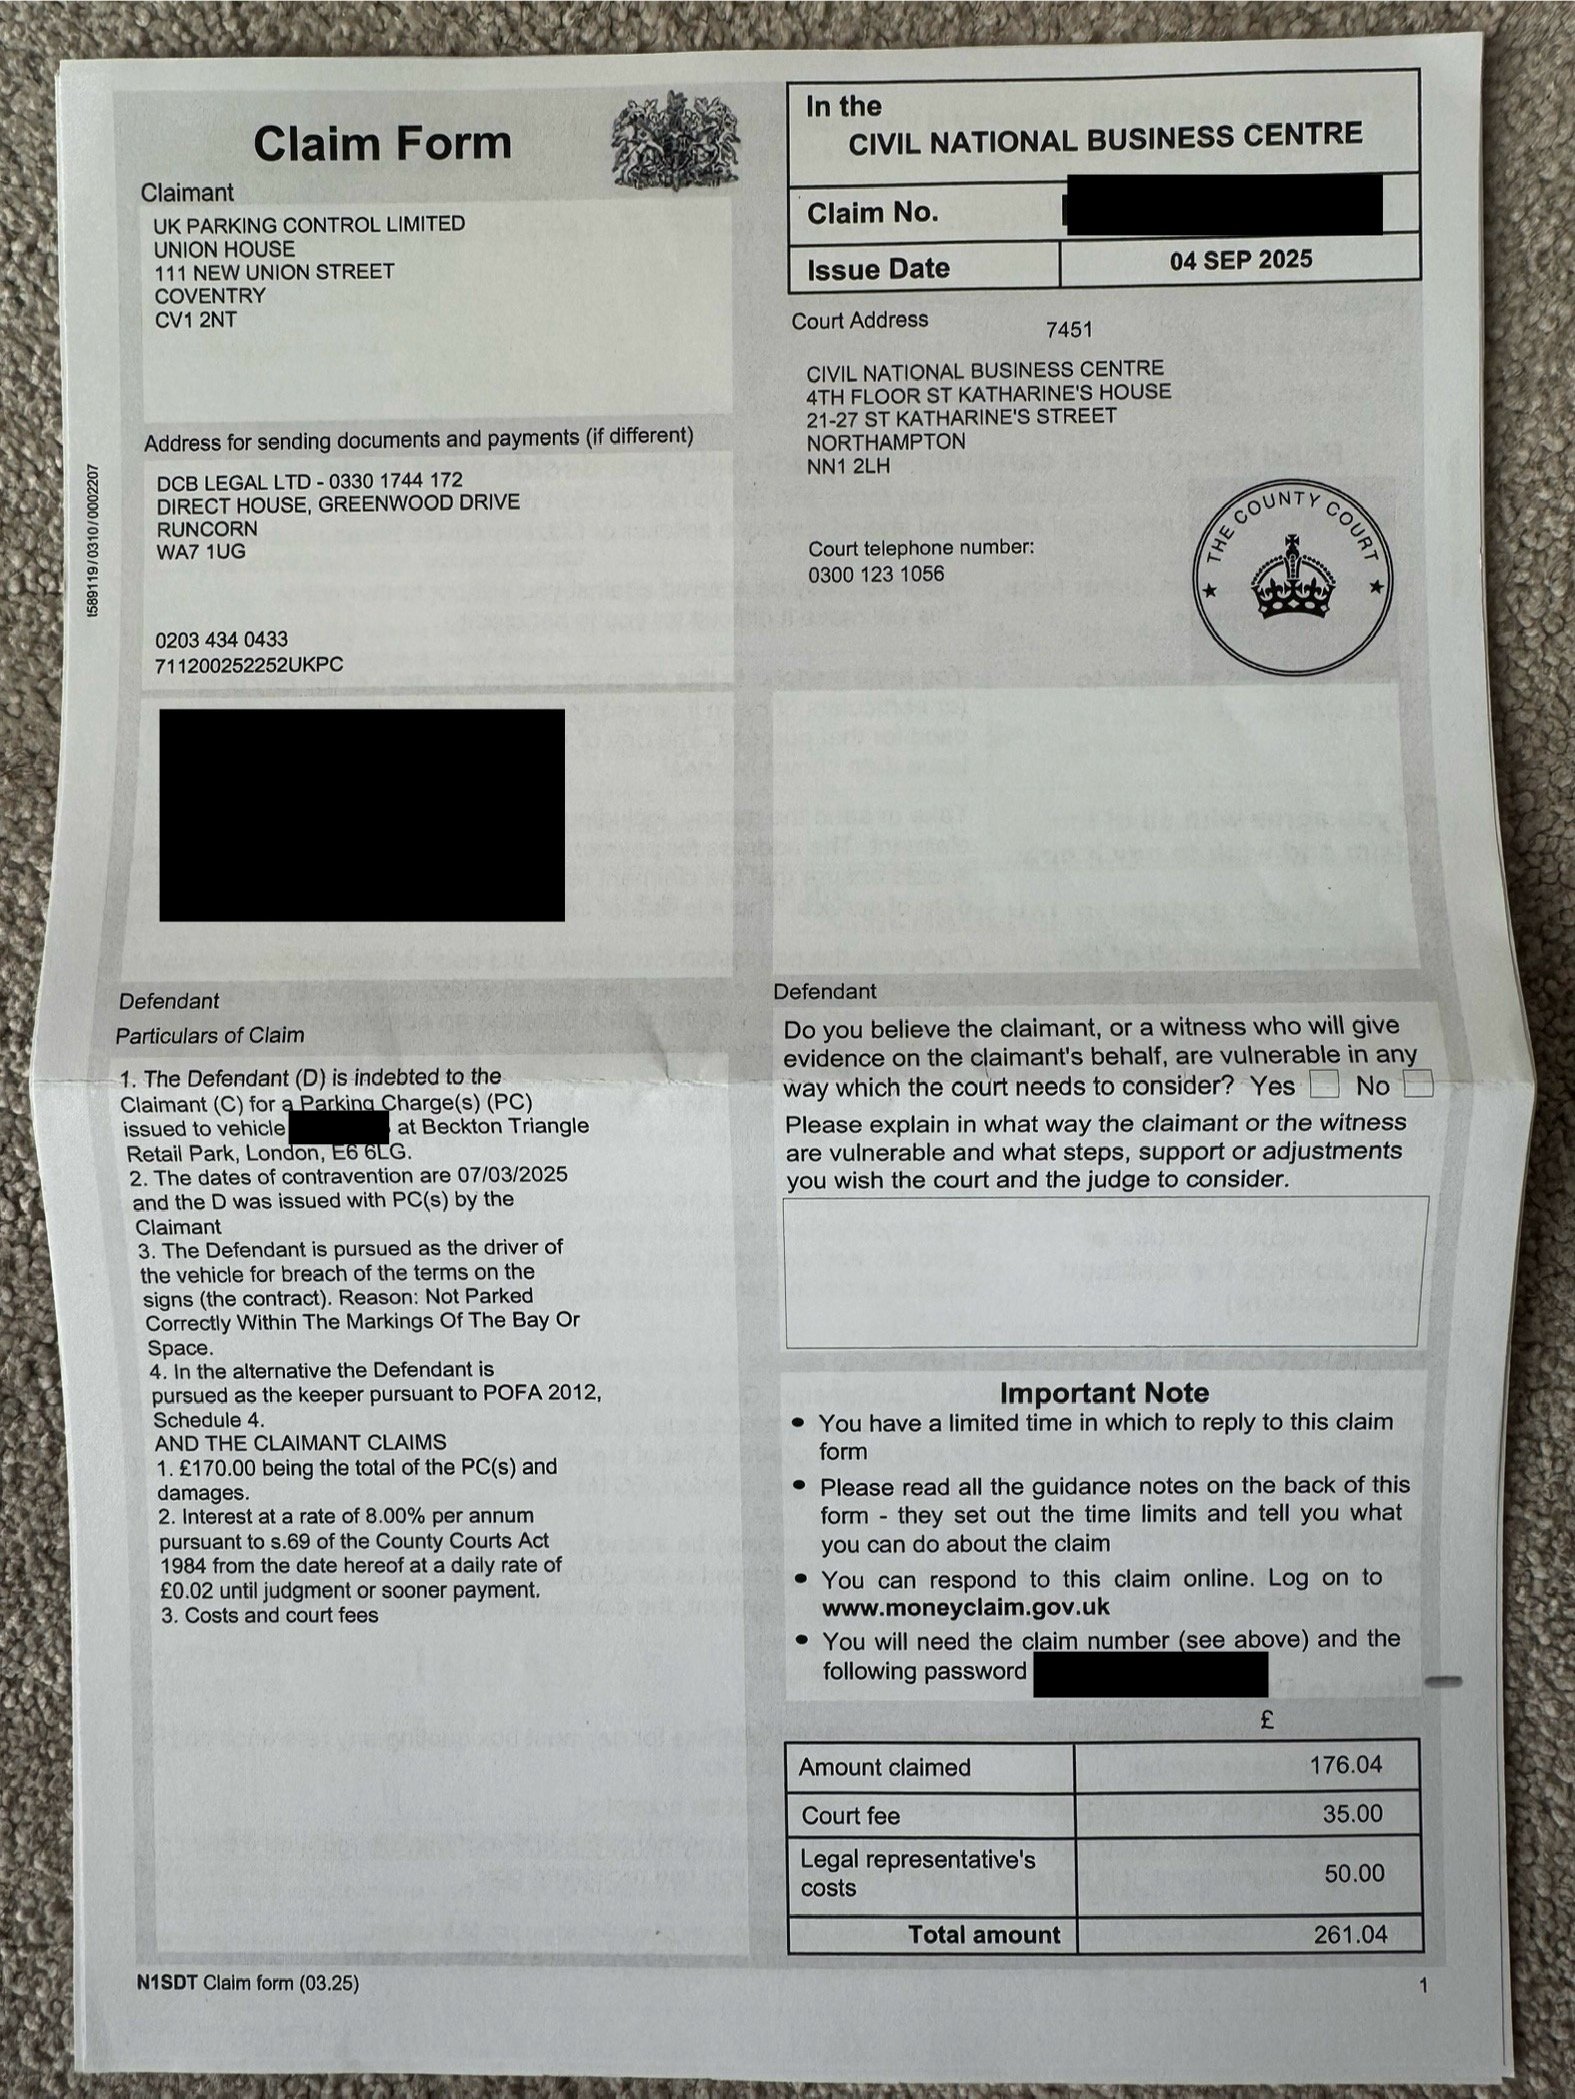 Claim Form
Claimant
UK PARKING CONTROL LIMITED
UNION HOUSE
111 NEW UNION STREET
COVENTRY
CV1 2NT
Address for sending documents and payments (if different)
DCB LEGAL LTD - 0330 1744 172
DIRECT HOUSE, GREENWOOD DRIVE
RUNCORN
WA7 1UG
0203 434 0433
711200252252UKPC
t589119/0310/0002207
In the
CIVIL NATIONAL BUSINESS CENTRE
Claim No.
Issue Date 04 SEP 2025
Court Address
7451
CIVIL NATIONAL BUSINESS CENTRE
4TH FLOOR ST KATHARINE'S HOUSE
21-27 ST KATHARINE'S STREET
NORTHAMPTON
NN1 2LH
Court telephone number:
0300 123 1056
THE COUNTY COURT
Defendant
Particulars of Claim
1. The Defendant (D) is indebted to the
Claimant (C) for a Parking Charge(s) (PC)
issued to vehicle at Beckton Triangle
Retail Park, London, E6 6LG.
2. The dates of contravention are 07/03/2025
and the D was issued with PC(s) by the
Claimant
3. The Defendant is pursued as the driver of
the vehicle for breach of the terms on the
signs (the contract). Reason: Not Parked
Correctly Within The Markings Of The Bay Or
Space.
4. In the alternative the Defendant is
pursued as the keeper pursuant to POFA 2012,
Schedule 4.
AND THE CLAIMANT CLAIMS
1. £170.00 being the total of the PC(s) and
damages.
2. Interest at a rate of 8.00% per annum
pursuant to s.69 of the County Courts Act
1984 from the date hereof at a daily rate of
£0.02 until judgment or sooner payment.
3. Costs and court fees
Defendant
Do you believe the claimant, or a witness who will give
evidence on the claimant's behalf, are vulnerable in any
way which the court needs to consider? Yes No
Please explain in what way the claimant or the witness
are vulnerable and what steps, support or adjustments
you wish the court and the judge to consider.
Important Note
• You have a limited time in which to reply to this claim
form
• Please read all the guidance notes on the back of this
form - they set out the time limits and tell you what
you can do about the claim
• You can respond to this claim online. Log on to
www.moneyclaim.gov.uk
• You will need the claim number (see above) and the
following password
£
Amount claimed 176.04
Court fee 35.00
Legal representative's
costs 50.00
Total amount 261.04
N1SDT Claim form (03.25)
1